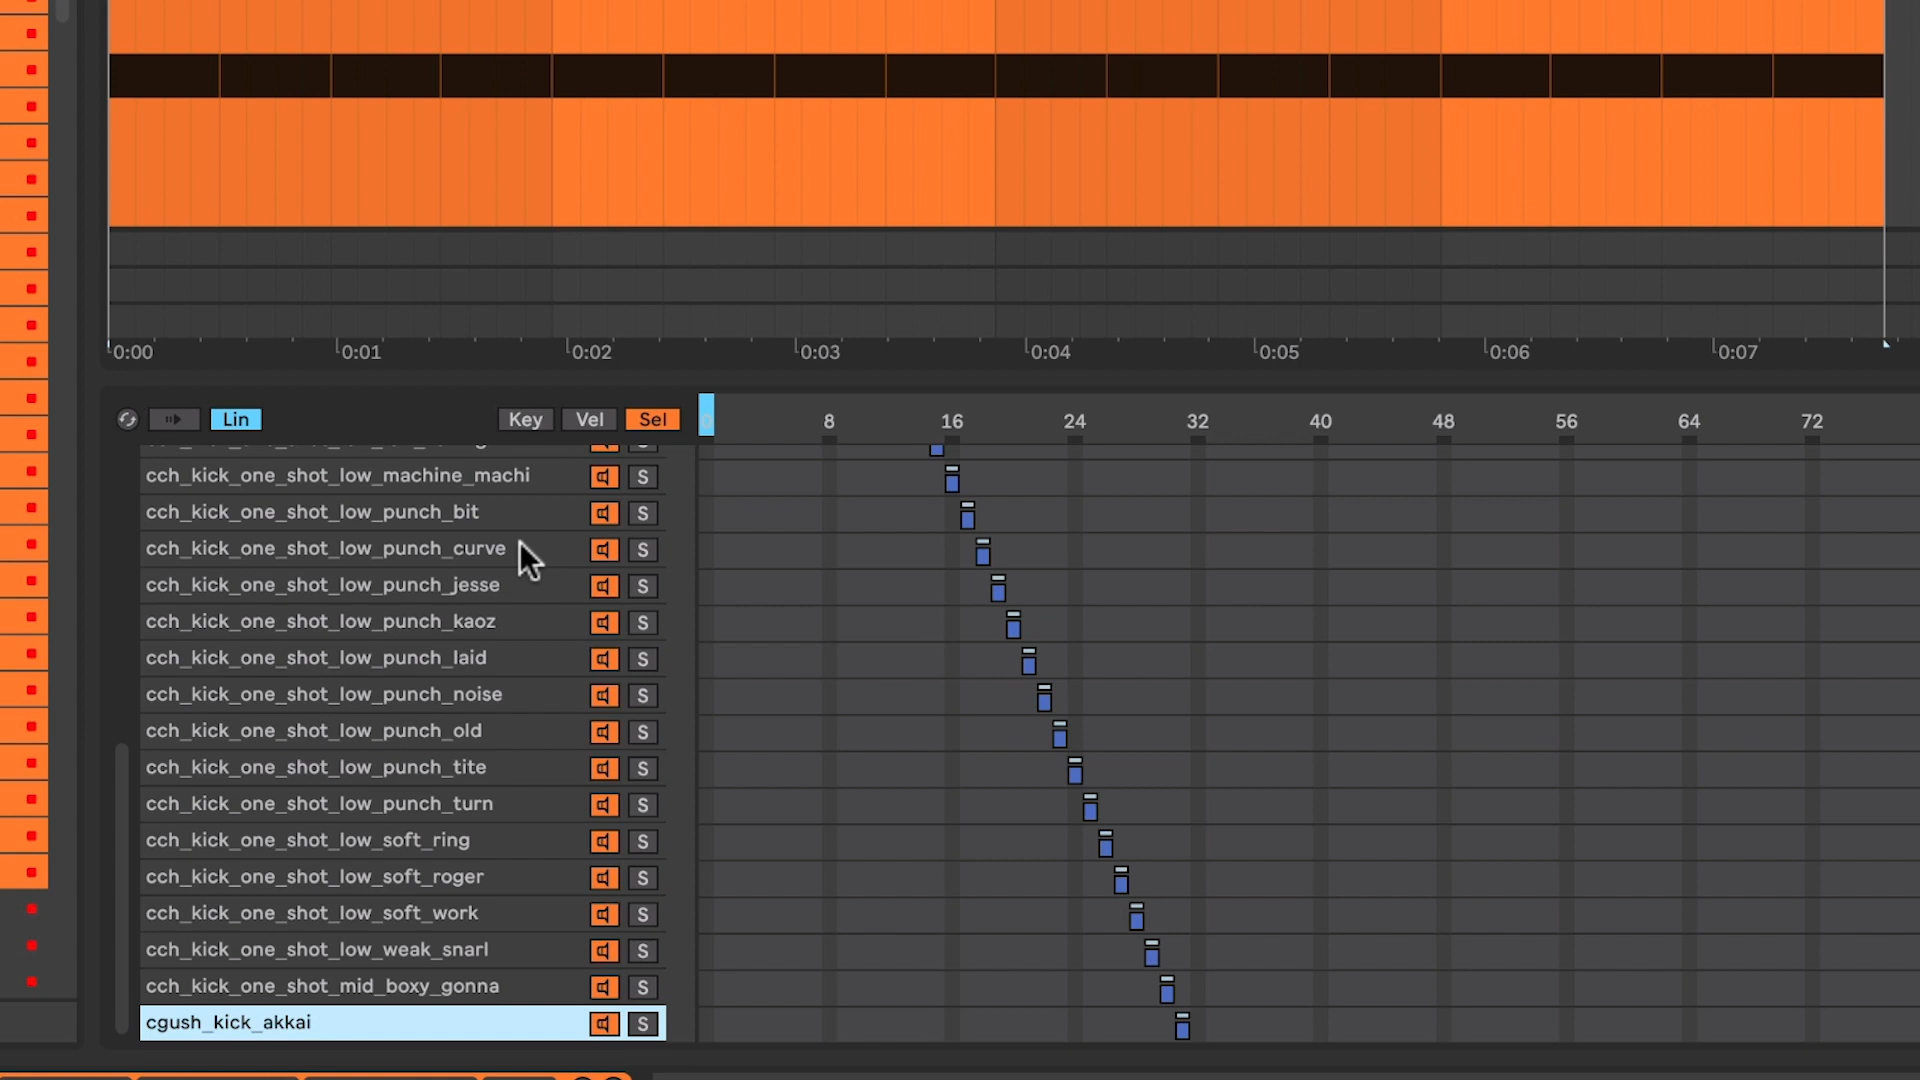 0:00 0:01 0:02 0:03 0:04 0:05 0:06 0:07
Lin Key Vel Sel 0 8 16 24 32 40 48 56 64 72
cch_kick_one_shot_low_machine_machi S
cch_kick_one_shot_low_punch_bit S
cch_kick_one_shot_low_punch_curve S
cch_kick_one_shot_low_punch_jesse S
cch_kick_one_shot_low_punch_kaoz S
cch_kick_one_shot_low_punch_laid S
cch_kick_one_shot_low_punch_noise S
cch_kick_one_shot_low_punch_old S
cch_kick_one_shot_low_punch_tite S
cch_kick_one_shot_low_punch_turn S
cch_kick_one_shot_low_soft_ring S
cch_kick_one_shot_low_soft_roger S
cch_kick_one_shot_low_soft_work S
cch_kick_one_shot_low_weak_snarl S
cch_kick_one_shot_mid_boxy_gonna S
cgush_kick_akkai S